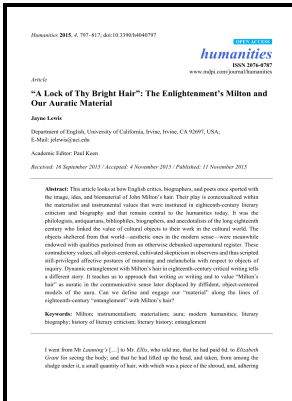 Humanities 2015, 4, 797–817; doi:10.3390/h4040797
OPEN ACCESS
humanities
ISSN 2076-0787
www.mdpi.com/journal/humanities
Article
“A Lock of Thy Bright Hair”: The Enlightenment’s Milton and
Our Auratic Material
Jayne Lewis
Department of English, University of California, Irvine, Irvine, CA 92697, USA;
E-Mail: jelewis@uci.edu
Academic Editor: Paul Keen
Received: 16 September 2015 / Accepted: 4 November 2015 / Published: 11 November 2015
Abstract: This article looks at how English critics, biographers, and poets once sported with
the image, idea, and biomaterial of John Milton’s hair. Their play is contextualized within
the materialist and instrumental values that were instituted in eighteenth-century literary
criticism and biography and that remain central to the humanities today. It was the
philologists, antiquarians, bibliophiles, biographers, and anecdotalists of the long eighteenth
century who linked the value of cultural objects to their work in the cultural world. The
objects sheltered from that world—aesthetic ones in the modern sense—were meanwhile
endowed with qualities purloined from an otherwise debunked supernatural register. These
contradictory values, all object-centered, cultivated skepticism in observers and thus scripted
still-privileged affective postures of mourning and melancholia with respect to objects of
inquiry. Dynamic entanglement with Milton’s hair in eighteenth-century critical writing tells
a different story. It teaches us to approach that writing as writing and to value “Milton’s
hair” as auratic in the communicative sense later displaced by diffident, object-centered
models of the aura. Can we define and engage our “material” along the lines of
eighteenth-century “entanglement” with Milton’s hair?
Keywords: Milton; instrumentalism; materialism; aura; modern humanities; literary
biography; history of literary criticism; literary history; entanglement
I went from Mr Laming’s […] to Mr. Ellis, who told me, that he had paid 6d. to Elizabeth
Grant for seeing the body; and that he had lifted up the head, and taken, from among the
sludge under it, a small quantity of hair, with which was a piece of the shroud, and, adhering